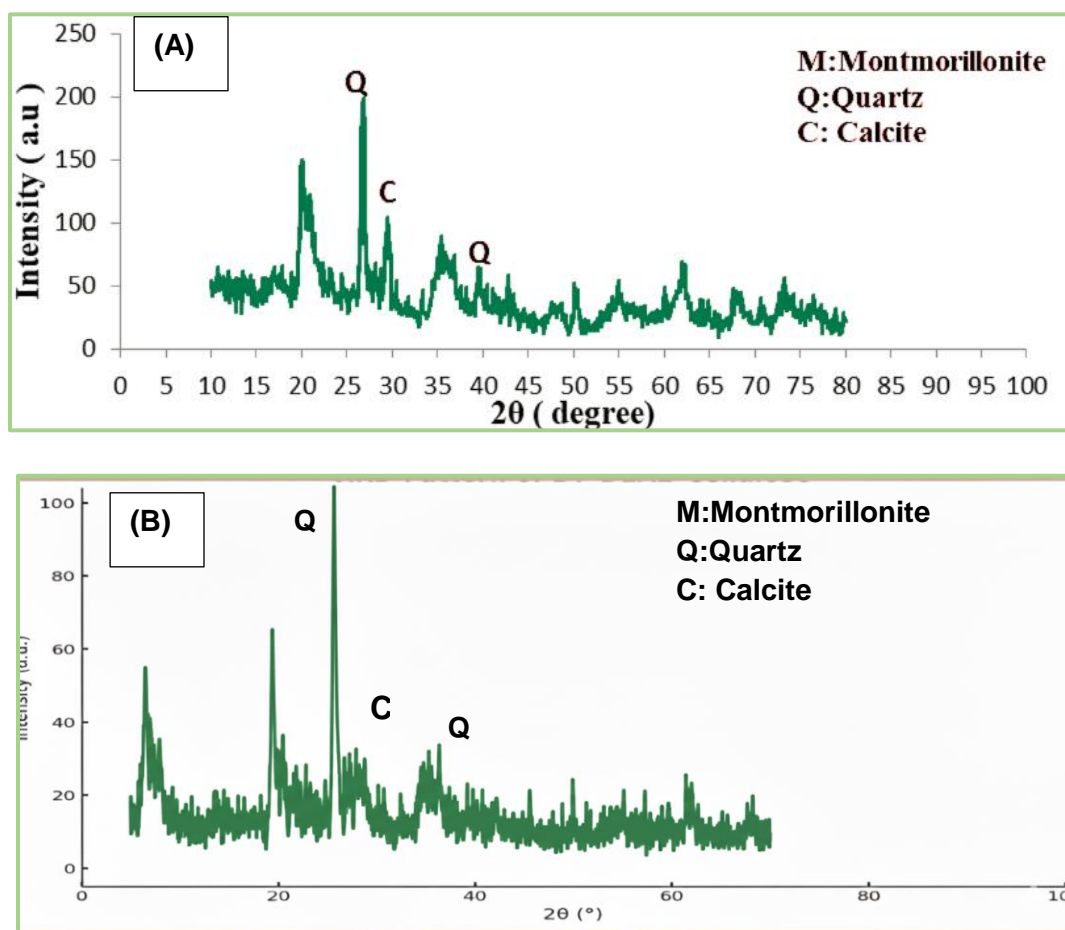 (A)
M:Montmorillonite
Q:Quartz
C: Calcite
Intensity ( a.u )
250
200
150
100
50
0
Q
C
Q
0 5 10 15 20 25 30 35 40 45 50 55 60 65 70 75 80 85 90 95 100
2θ ( degree)
(B)
M:Montmorillonite
Q:Quartz
C: Calcite
Intensity (a.u.)
100
80
60
40
20
0
Q
C
Q
0 20 40 60 80 10
2θ (°)